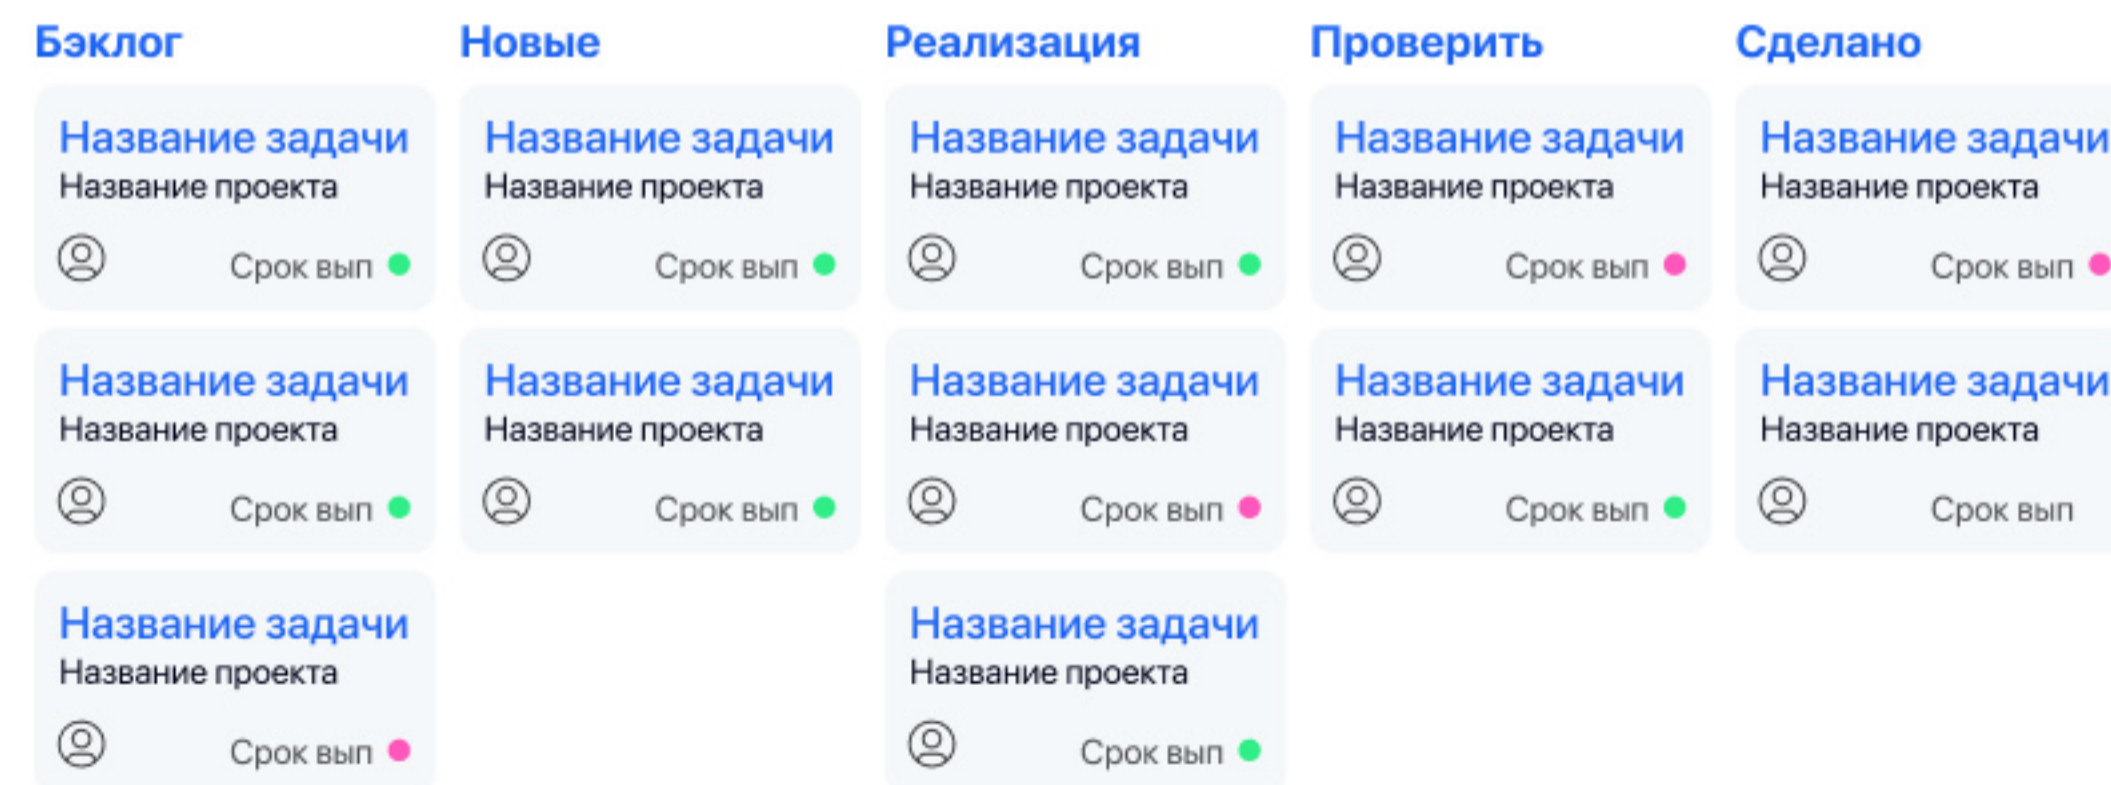 Бэклог
Название задачи
Название проекта
Срок вып
Название задачи
Название проекта
Срок вып
Название задачи
Название проекта
Срок вып
Новые
Название задачи
Название проекта
Срок вып
Название задачи
Название проекта
Срок вып
Реализация
Название задачи
Название проекта
Срок вып
Название задачи
Название проекта
Срок вып
Название задачи
Название проекта
Срок вып
Проверить
Название задачи
Название проекта
Срок вып
Название задачи
Название проекта
Срок вып
Сделано
Название задачи
Название проекта
Срок вып
Название задачи
Название проекта
Срок вып